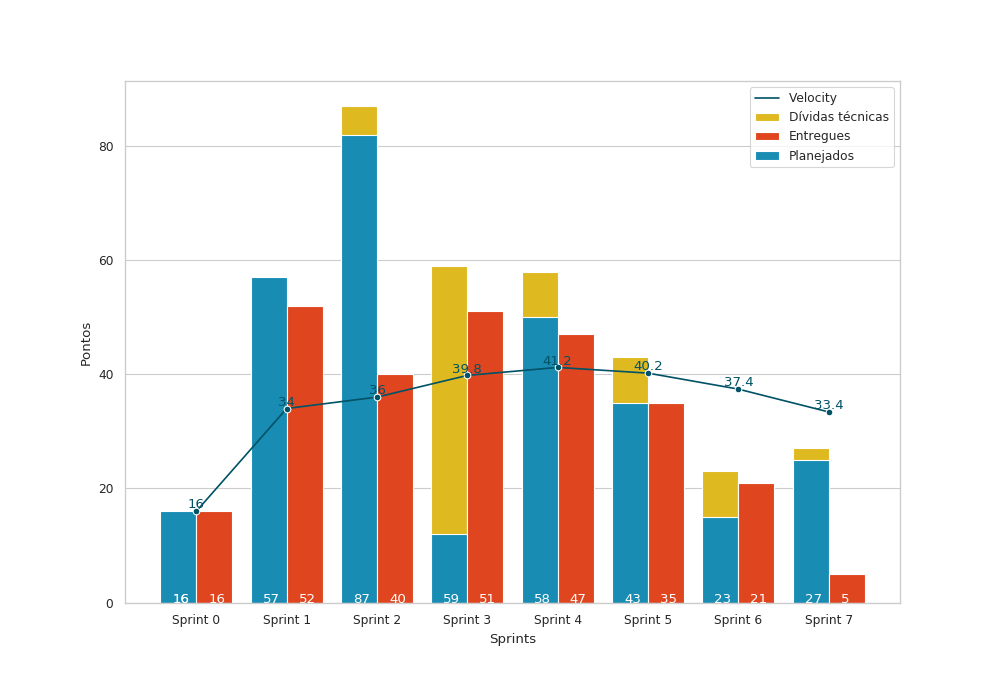 Velocity
Dívidas técnicas
Entregues
Planejados
80
60
40
20
0
Pontos
16
34
36
39.8
41.2
40.2
37.4
33.4
16 16 57 52 87 40 59 51 58 47 43 35 23 21 27 5
Sprint 0 Sprint 1 Sprint 2 Sprint 3 Sprint 4 Sprint 5 Sprint 6 Sprint 7
Sprints